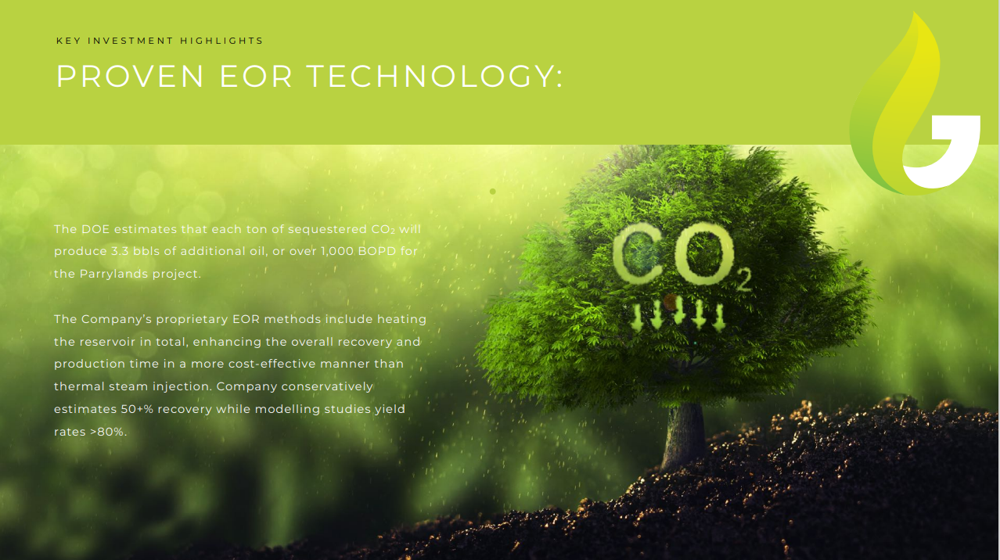 KEY INVESTMENT HIGHLIGHTS
PROVEN EOR TECHNOLOGY:
The DOE estimates that each ton of sequestered CO₂ will
produce 3.3 bbls of additional oil, or over 1,000 BOPD for
the Parrylands project.
The Company’s proprietary EOR methods include heating
the reservoir in total, enhancing the overall recovery and
production time in a more cost-effective manner than
thermal steam injection. Company conservatively
estimates 50+% recovery while modelling studies yield
rates >80%.
CO₂